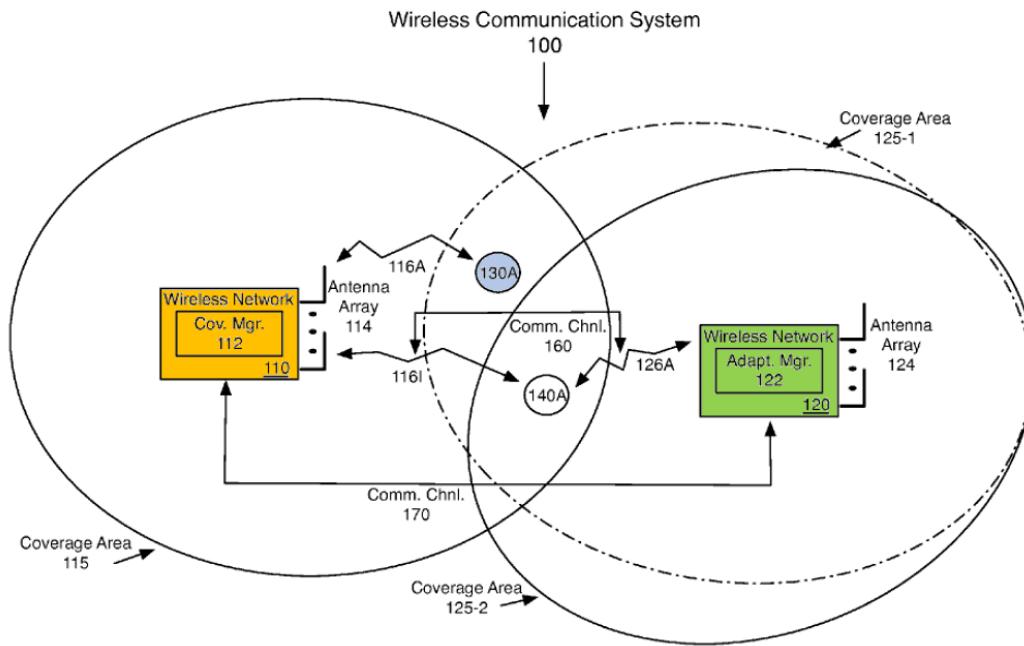 Wireless Communication System
100
Coverage Area
125-1
116A
130A
Antenna
Array
114
Wireless Network
Cov. Mgr.
112
110
Comm. Chnl.
160
116I
126A
140A
Wireless Network
Adapt. Mgr.
122
120
Antenna
Array
124
Comm. Chnl.
170
Coverage Area
115
Coverage Area
125-2